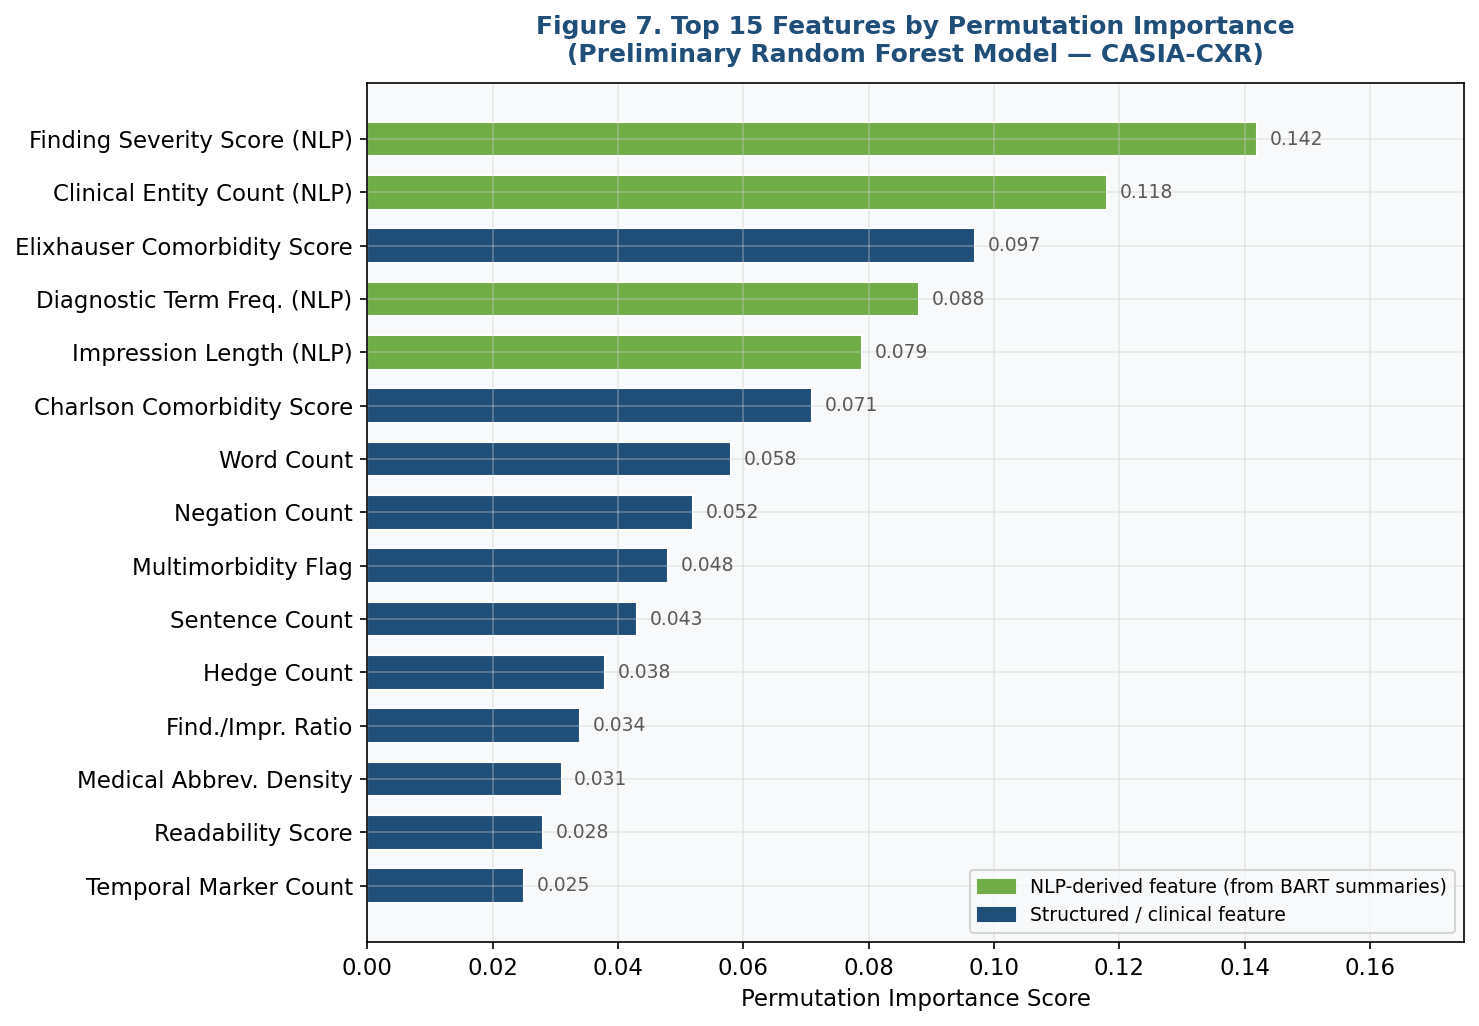 Figure 7. Top 15 Features by Permutation Importance
(Preliminary Random Forest Model — CASIA-CXR)
Finding Severity Score (NLP) 0.142
Clinical Entity Count (NLP) 0.118
Elixhauser Comorbidity Score 0.097
Diagnostic Term Freq. (NLP) 0.088
Impression Length (NLP) 0.079
Charlson Comorbidity Score 0.071
Word Count 0.058
Negation Count 0.052
Multimorbidity Flag 0.048
Sentence Count 0.043
Hedge Count 0.038
Find./Impr. Ratio 0.034
Medical Abbrev. Density 0.031
Readability Score 0.028
Temporal Marker Count 0.025
NLP-derived feature (from BART summaries)
Structured / clinical feature
0.00 0.02 0.04 0.06 0.08 0.10 0.12 0.14 0.16
Permutation Importance Score